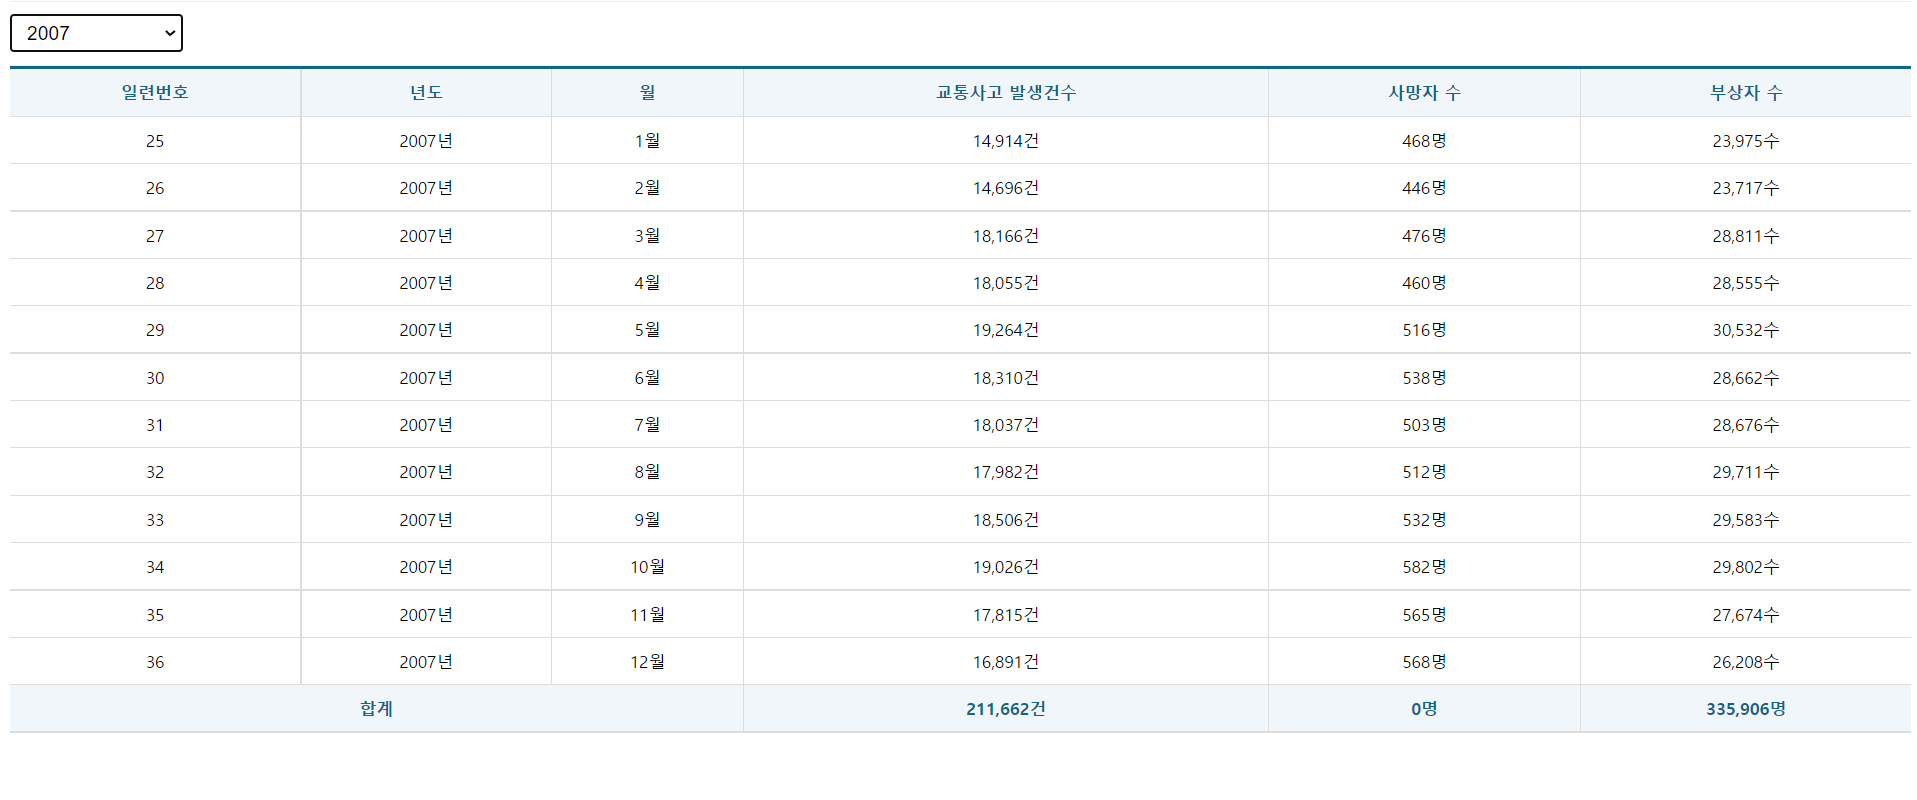 2007
일련번호 년도 월 교통사고 발생건수 사망자 수 부상자 수
25 2007년 1월 14,914건 468명 23,975수
26 2007년 2월 14,696건 446명 23,717수
27 2007년 3월 18,166건 476명 28,811수
28 2007년 4월 18,055건 460명 28,555수
29 2007년 5월 19,264건 516명 30,532수
30 2007년 6월 18,310건 538명 28,662수
31 2007년 7월 18,037건 503명 28,676수
32 2007년 8월 17,982건 512명 29,711수
33 2007년 9월 18,506건 532명 29,583수
34 2007년 10월 19,026건 582명 29,802수
35 2007년 11월 17,815건 565명 27,674수
36 2007년 12월 16,891건 568명 26,208수
합계 211,662건 0명 335,906명